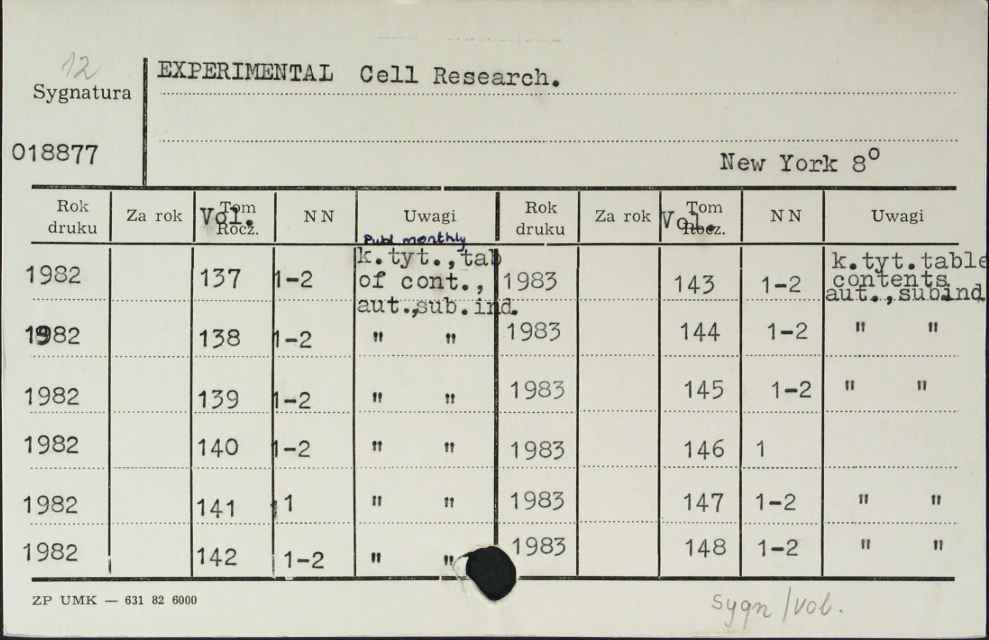 12
EXPERIMENTAL Cell Research.
Sygnatura
018877
New York 8°
Rok druku Za rok Vol. Tom Rocz. NN Uwagi Rok druku Za rok Vol. Tom Rocz. NN Uwagi
Publ monthly
1982 137 1-2 k.tyt.,tab of cont., aut.,sub.ind. 1983 143 1-2 k.tyt.table contents aut.,subind
1982 138 1-2 " " 1983 144 1-2 " "
1982 139 1-2 " " 1983 145 1-2 " "
1982 140 1-2 " " 1983 146 1
1982 141 1 " " 1983 147 1-2 " "
1982 142 1-2 " " 1983 148 1-2 " "
ZP UMK — 631 82 6000
sygn/vol.